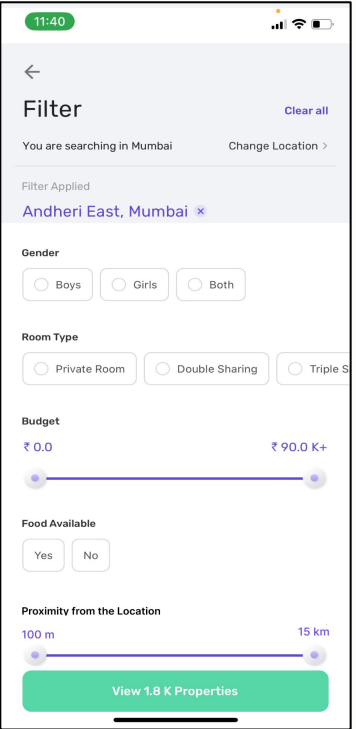 11:40
Filter
Clear all
You are searching in Mumbai
Change Location >
Filter Applied
Andheri East, Mumbai ×
Gender
Boys Girls Both
Room Type
Private Room Double Sharing Triple S
Budget
₹ 0.0 ₹ 90.0 K+
Food Available
Yes No
Proximity from the Location
100 m 15 km
View 1.8 K Properties